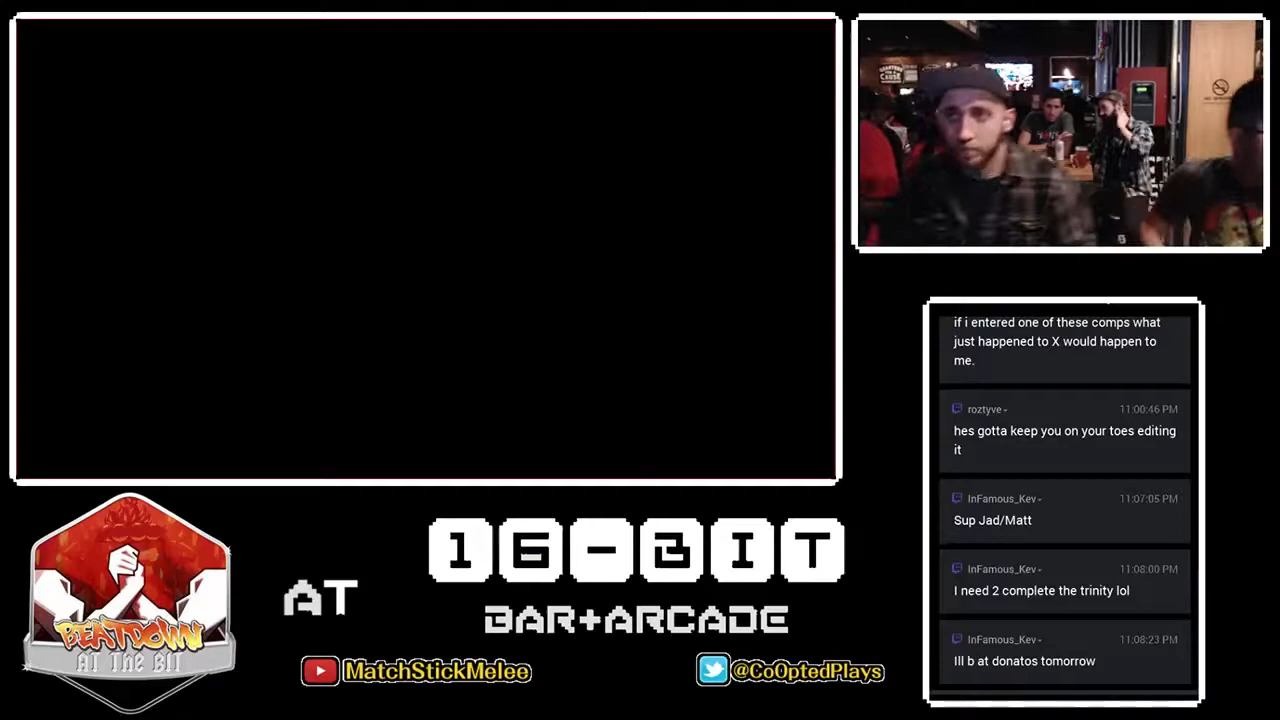 if i entered one of these comps what
just happened to X would happen to
me.
roztyve
11:00:46 PM
hes gotta keep you on your toes editing
it
InFamous_Kev
11:07:05 PM
Sup Jad/Matt
InFamous_Kev
11:08:00 PM
I need 2 complete the trinity lol
InFamous_Kev
11:08:23 PM
Ill b at donatos tomorrow
BEATDOWN
AT THE BIT
AT
16-BIT
BAR+ARCADE
MatchStickMelee
@CoOptedPlays